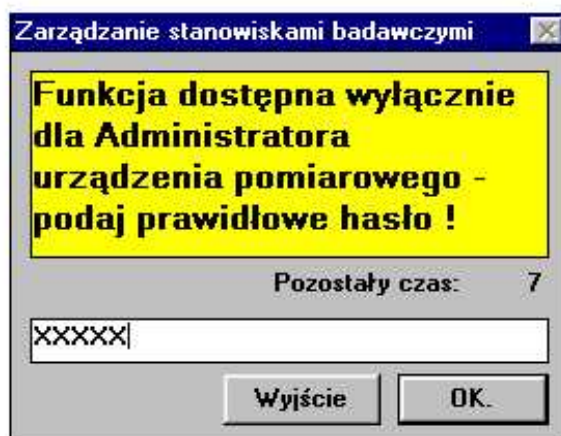 Zarządzanie stanowiskami badawczymi
Funkcja dostępna wyłącznie
dla Administratora
urządzenia pomiarowego -
podaj prawidłowe hasło !
Pozostały czas: 7
XXXXX
Wyjście OK.